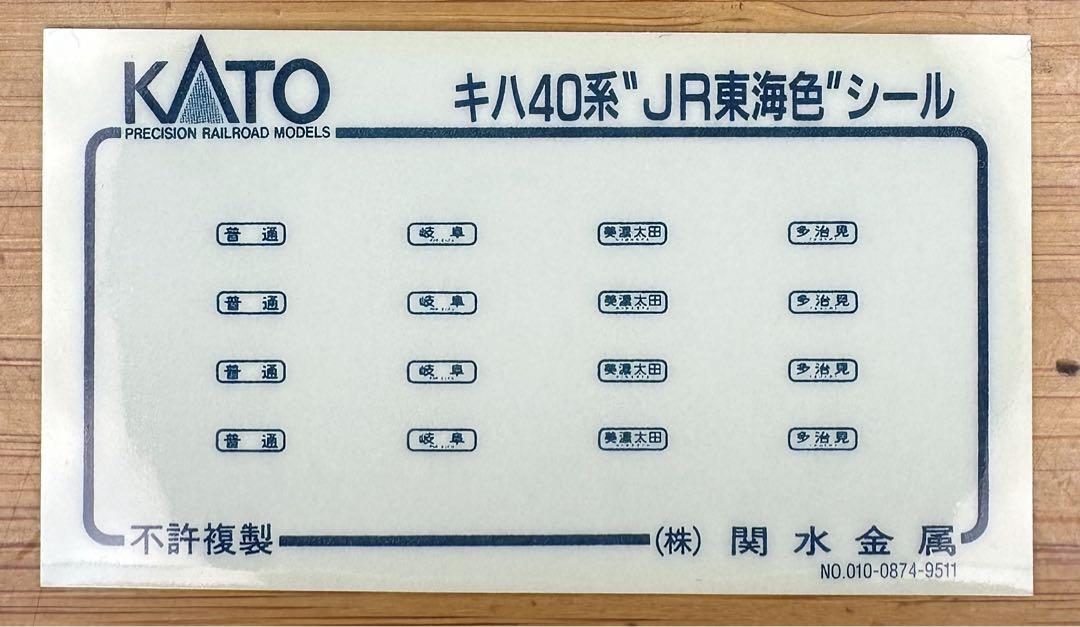 KATO
PRECISION RAILROAD MODELS
キハ40系"JR東海色"シール
普通 岐阜 美濃太田 多治見
普通 岐阜 美濃太田 多治見
普通 岐阜 美濃太田 多治見
普通 岐阜 美濃太田 多治見
不許複製
(株) 関水金属
NO.010-0874-9511